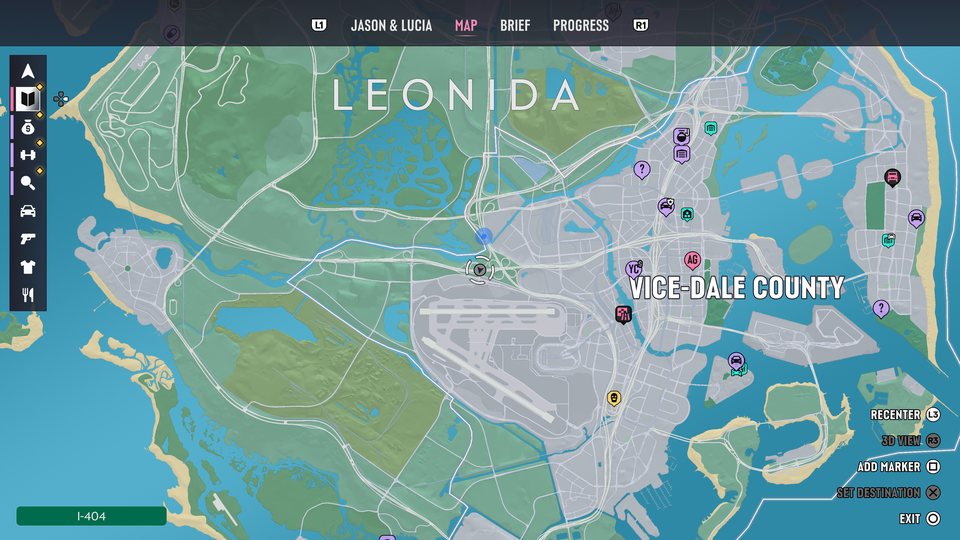 L1 JASON & LUCIA MAP BRIEF PROGRESS R1
LEONIDA
?
YC
AG
VICE-DALE COUNTY
?
RECENTER L3
3D VIEW R3
ADD MARKER
SET DESTINATION
EXIT
I-404